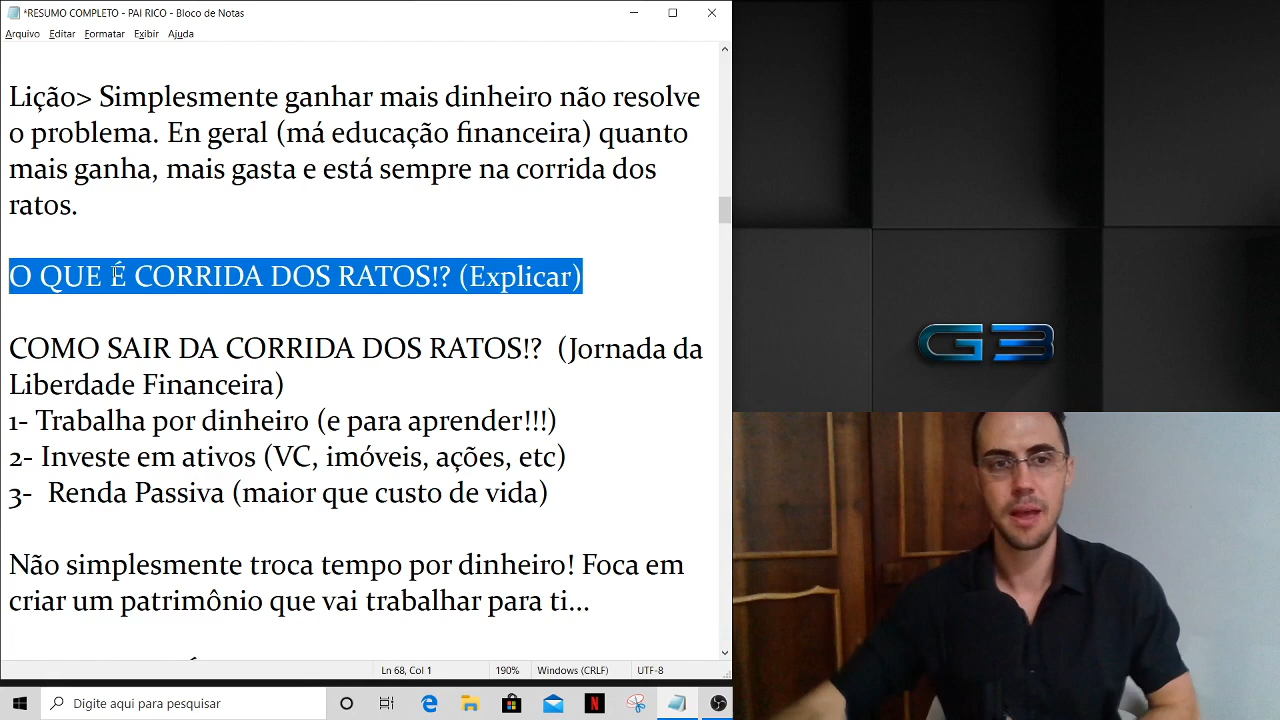 *RESUMO COMPLETO - PAI RICO - Bloco de Notas
Arquivo Editar Formatar Exibir Ajuda
Lição> Simplesmente ganhar mais dinheiro não resolve
o problema. En geral (má educação financeira) quanto
mais ganha, mais gasta e está sempre na corrida dos
ratos.
O QUE É CORRIDA DOS RATOS!? (Explicar)
COMO SAIR DA CORRIDA DOS RATOS!? (Jornada da
Liberdade Financeira)
1- Trabalha por dinheiro (e para aprender!!!)
2- Investe em ativos (VC, imóveis, ações, etc)
3- Renda Passiva (maior que custo de vida)
Não simplesmente troca tempo por dinheiro! Foca em
criar um patrimônio que vai trabalhar para ti...
Ln 68, Col 1 190% Windows (CRLF) UTF-8
Digite aqui para pesquisar
G3